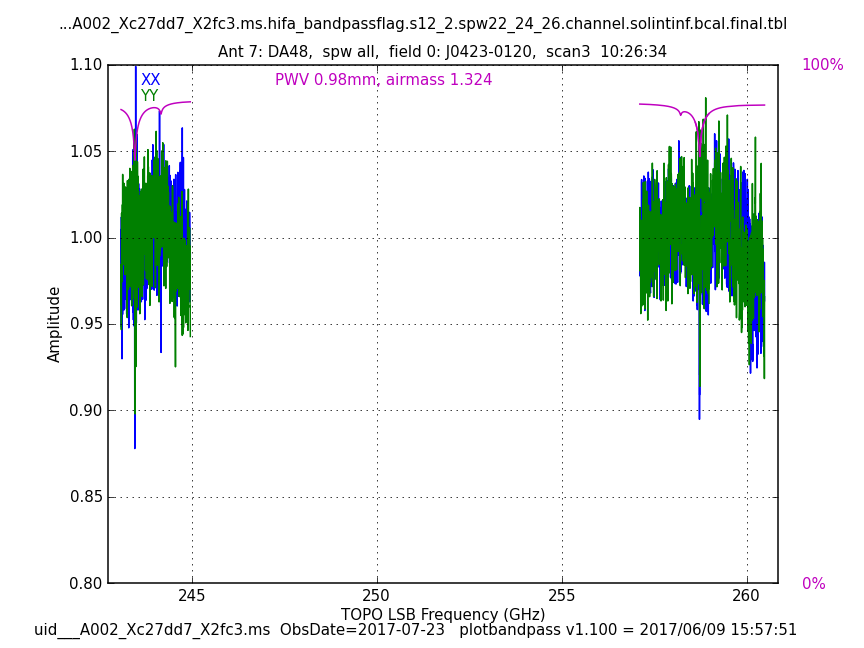 ...A002_Xc27dd7_X2fc3.ms.hifa_bandpassflag.s12_2.spw22_24_26.channel.solintinf.bcal.final.tbl
Ant 7: DA48,  spw all,  field 0: J0423-0120,  scan3  10:26:34
1.10
XX
PWV 0.98mm, airmass 1.324
100%
YY
1.05
1.00
0.95
Amplitude
0.90
0.85
0.80
0%
245
250
255
260
TOPO LSB Frequency (GHz)
uid___A002_Xc27dd7_X2fc3.ms  ObsDate=2017-07-23   plotbandpass v1.100 = 2017/06/09 15:57:51